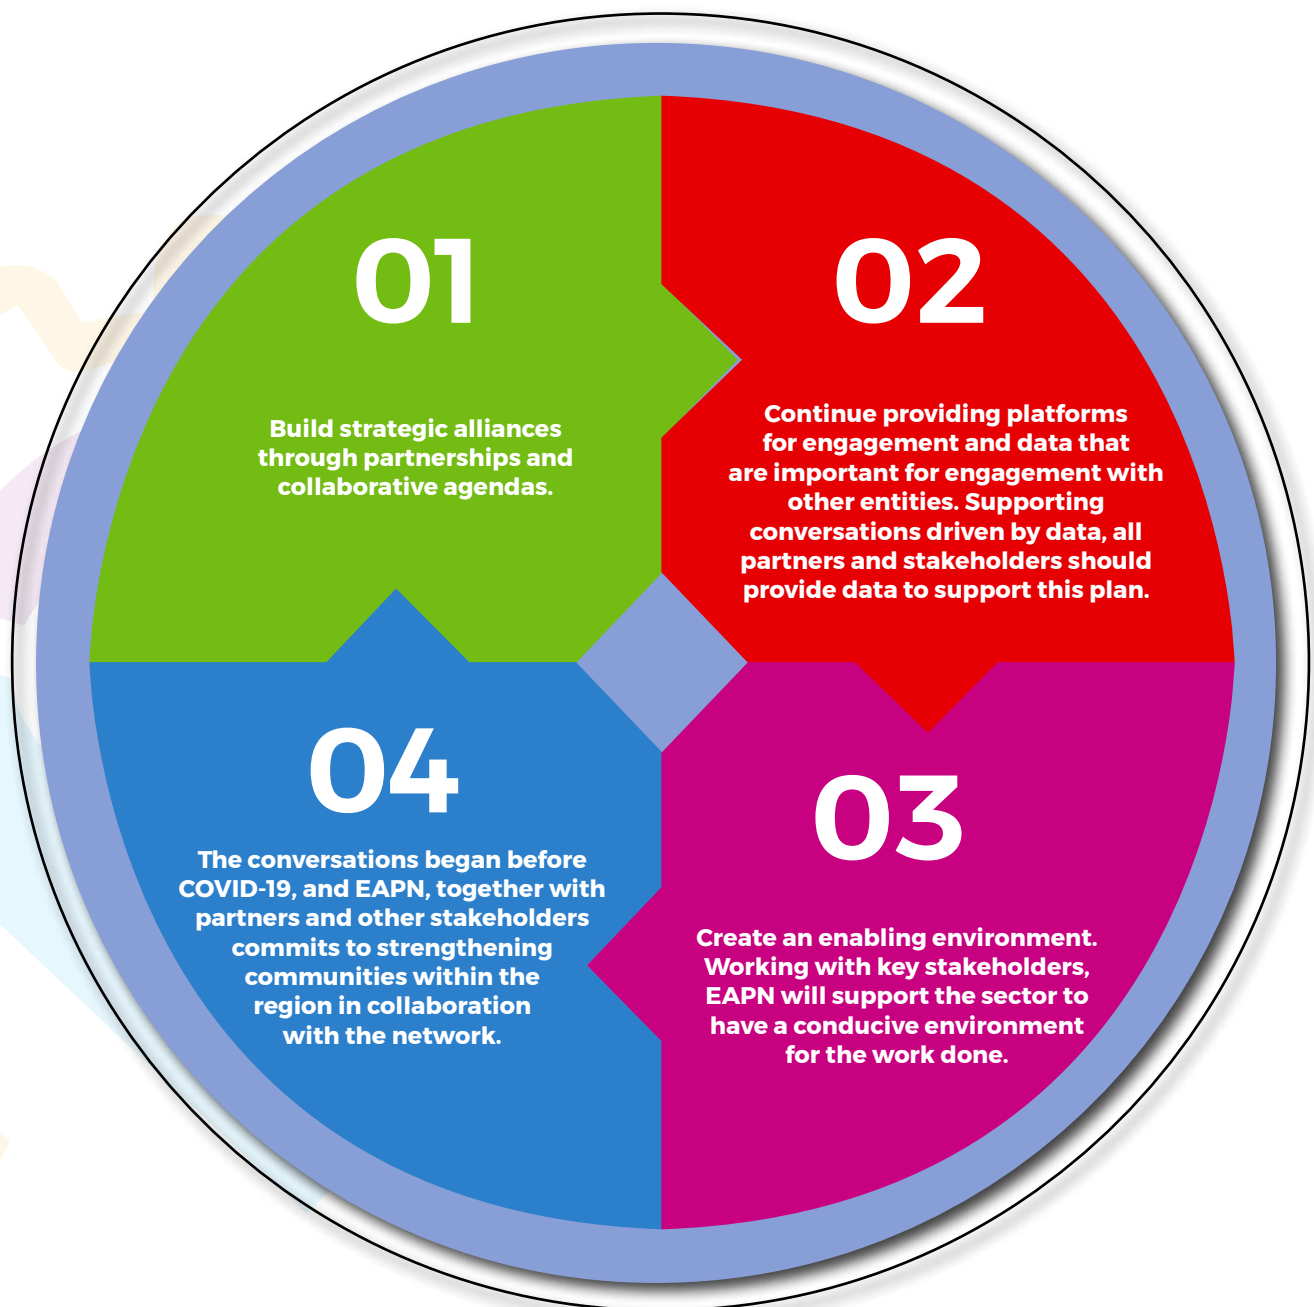 01
Build strategic alliances
through partnerships and
collaborative agendas.
02
Continue providing platforms
for engagement and data that
are important for engagement with
other entities. Supporting
conversations driven by data, all
partners and stakeholders should
provide data to support this plan.
03
Create an enabling environment.
Working with key stakeholders,
EAPN will support the sector to
have a conducive environment
for the work done.
04
The conversations began before
COVID-19, and EAPN, together with
partners and other stakeholders
commits to strengthening
communities within the
region in collaboration
with the network.